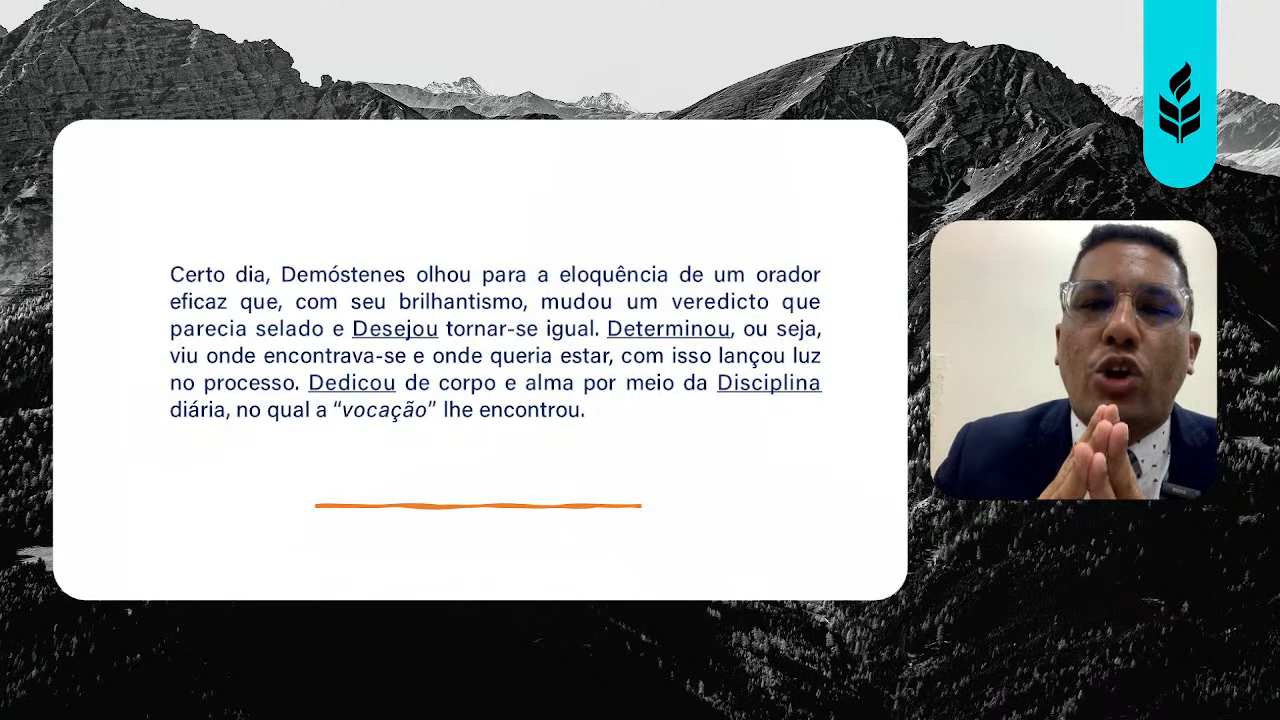 Certo dia, Demóstenes olhou para a eloquência de um orador
eficaz que, com seu brilhantismo, mudou um veredicto que
parecia selado e Desejou tornar-se igual. Determinou, ou seja,
viu onde encontrava-se e onde queria estar, com isso lançou luz
no processo. Dedicou de corpo e alma por meio da Disciplina
diária, no qual a “vocação” lhe encontrou.